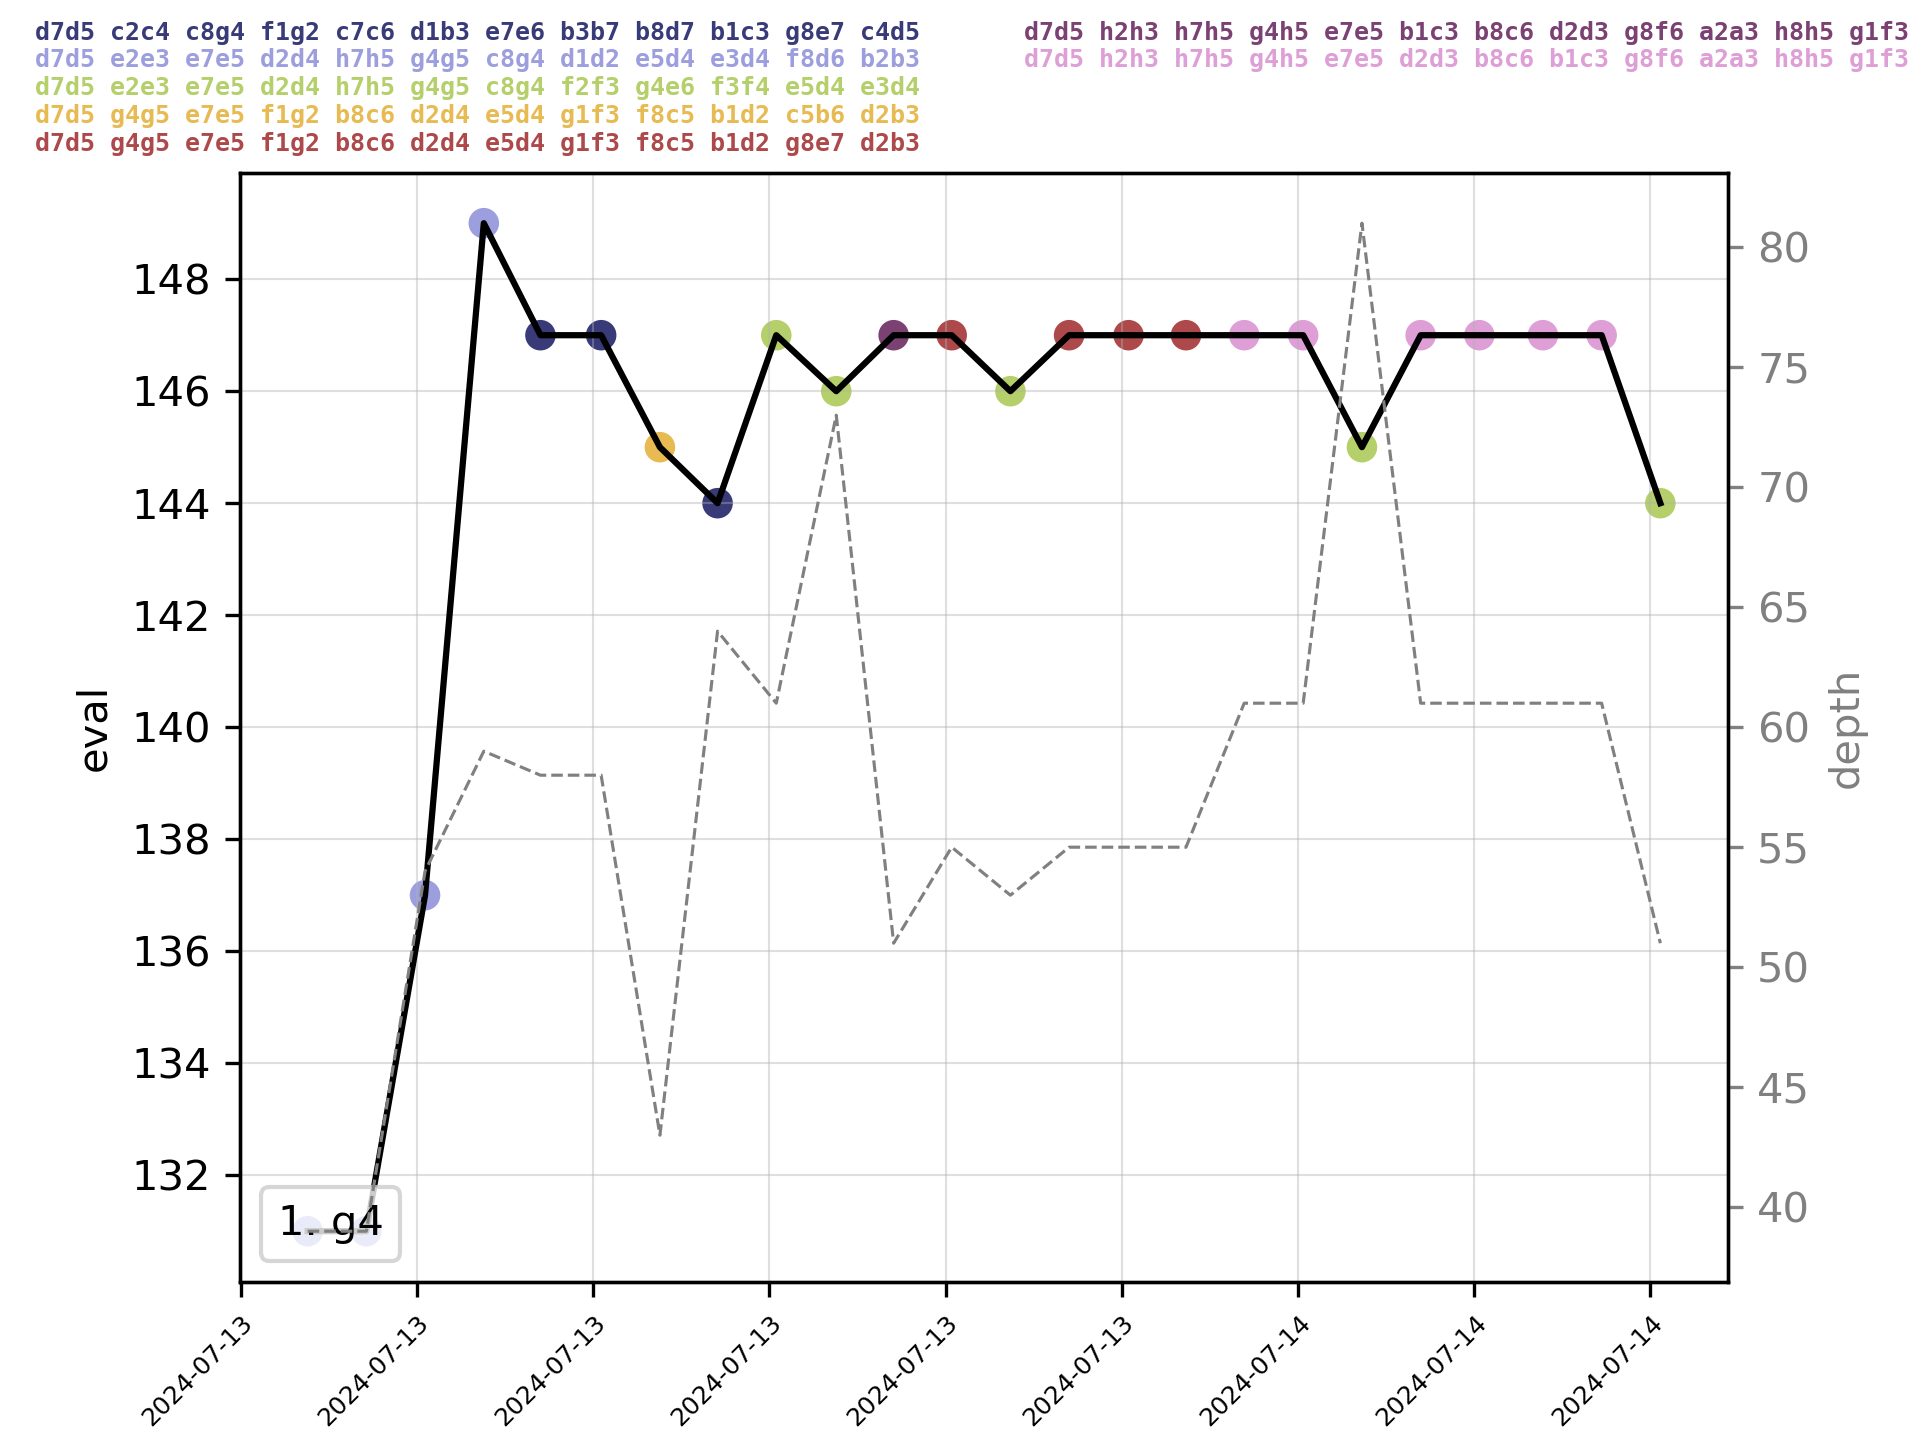 d7d5 c2c4 c8g4 f1g2 c7c6 d1b3 e7e6 b3b7 b8d7 b1c3 g8e7 c4d5
d7d5 e2e3 e7e5 d2d4 h7h5 g4g5 c8g4 d1d2 e5d4 e3d4 f8d6 b2b3
d7d5 e2e3 e7e5 d2d4 h7h5 g4g5 c8g4 f2f3 g4e6 f3f4 e5d4 e3d4
d7d5 g4g5 e7e5 f1g2 b8c6 d2d4 e5d4 g1f3 f8c5 b1d2 c5b6 d2b3
d7d5 g4g5 e7e5 f1g2 b8c6 d2d4 e5d4 g1f3 f8c5 b1d2 g8e7 d2b3
d7d5 h2h3 h7h5 g4h5 e7e5 b1c3 b8c6 d2d3 g8f6 a2a3 h8h5 g1f3
d7d5 h2h3 h7h5 g4h5 e7e5 d2d3 b8c6 b1c3 g8f6 a2a3 h8h5 g1f3
eval
148
146
144
142
140
138
136
134
132
1. g4
80
75
70
65
60
55
50
45
40
depth
2024-07-13
2024-07-13
2024-07-13
2024-07-13
2024-07-13
2024-07-13
2024-07-14
2024-07-14
2024-07-14